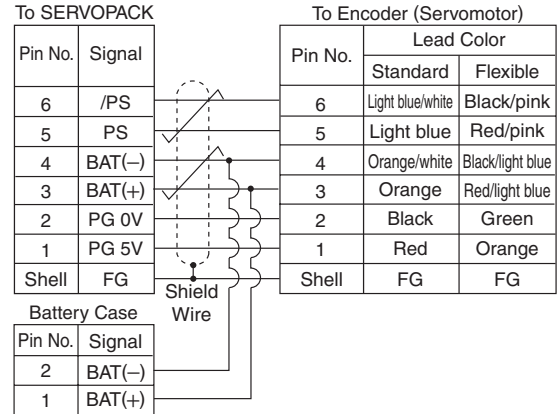 To SERVOPACK
Pin No. Signal
6 /PS
5 PS
4 BAT(–)
3 BAT(+)
2 PG 0V
1 PG 5V
Shell FG
Shield
Wire
To Encoder (Servomotor)
Pin No. Lead Color
Standard Flexible
6 Light blue/white Black/pink
5 Light blue Red/pink
4 Orange/white Black/light blue
3 Orange Red/light blue
2 Black Green
1 Red Orange
Shell FG FG
Battery Case
Pin No. Signal
2 BAT(–)
1 BAT(+)